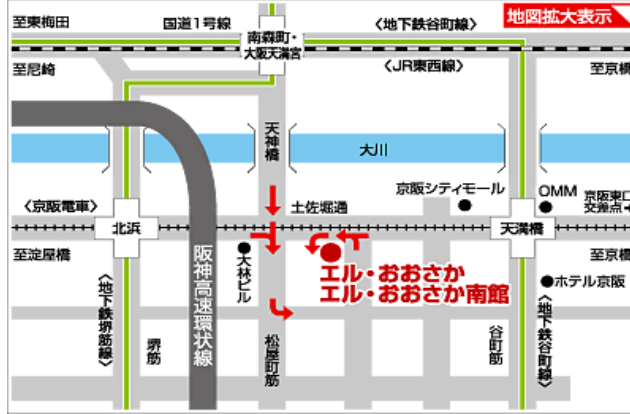 至東梅田
国道1号線
〈地下鉄谷町線〉
地図拡大表示
南森町・
大阪天満宮
至尼崎
〈JR東西線〉
至京橋
天神橋
大川
京阪シティモール
OMM
京阪東口
交差点
〈京阪電車〉
土佐堀通
北浜
天満橋
至淀屋橋
大林ビル
阪神高速環状線
エル・おおさか
エル・おおさか南館
至京橋
ホテル京阪
〈地下鉄堺筋線〉
堺筋
松屋町筋
谷町筋
〈地下鉄谷町線〉